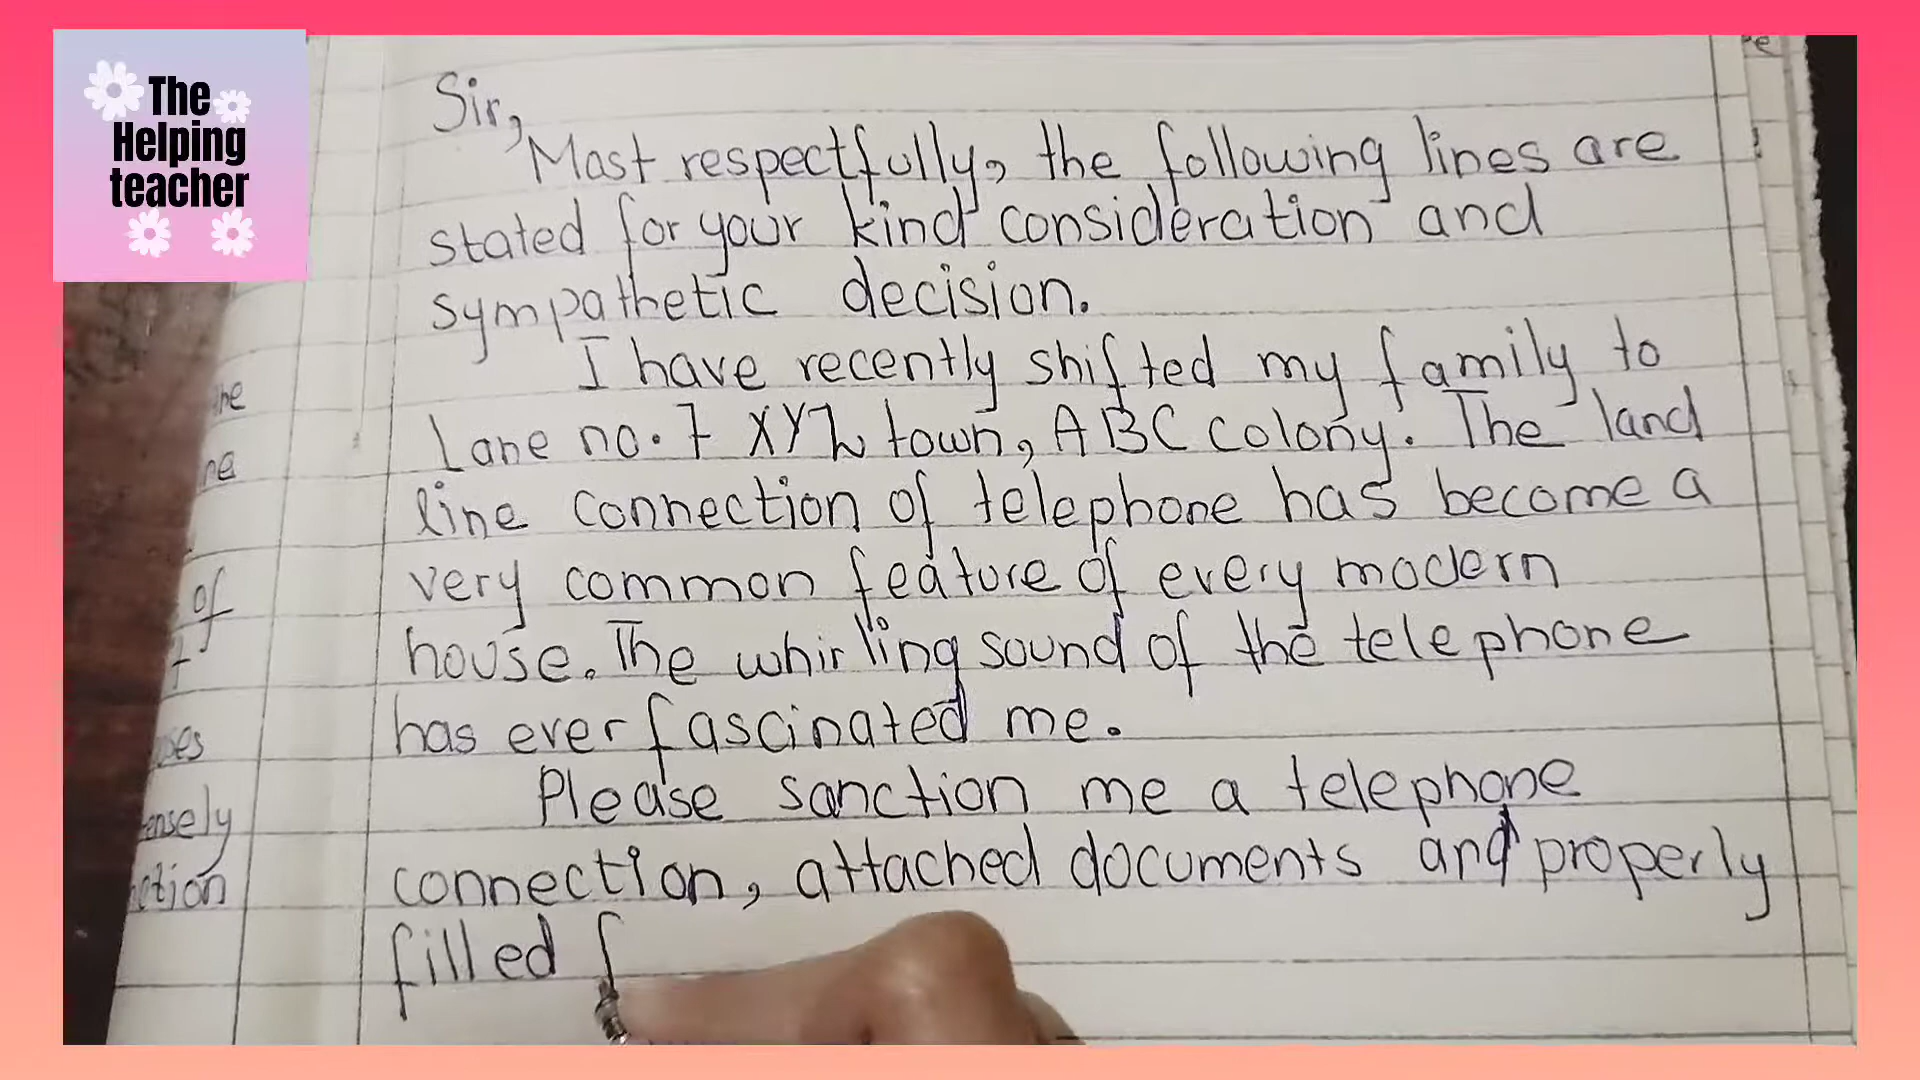 The
Helping
teacher
Sir,
Most respectfully, the following lines are
stated for your kind consideration and
sympathetic decision.
I have recently shifted my family to
Lane no. 7 XYZ town, ABC colony. The land
line connection of telephone has become a
very common feature of every modern
house. The whirling sound of the telephone
has ever fascinated me.
Please sanction me a telephone
connection, attached documents and properly
filled f
of